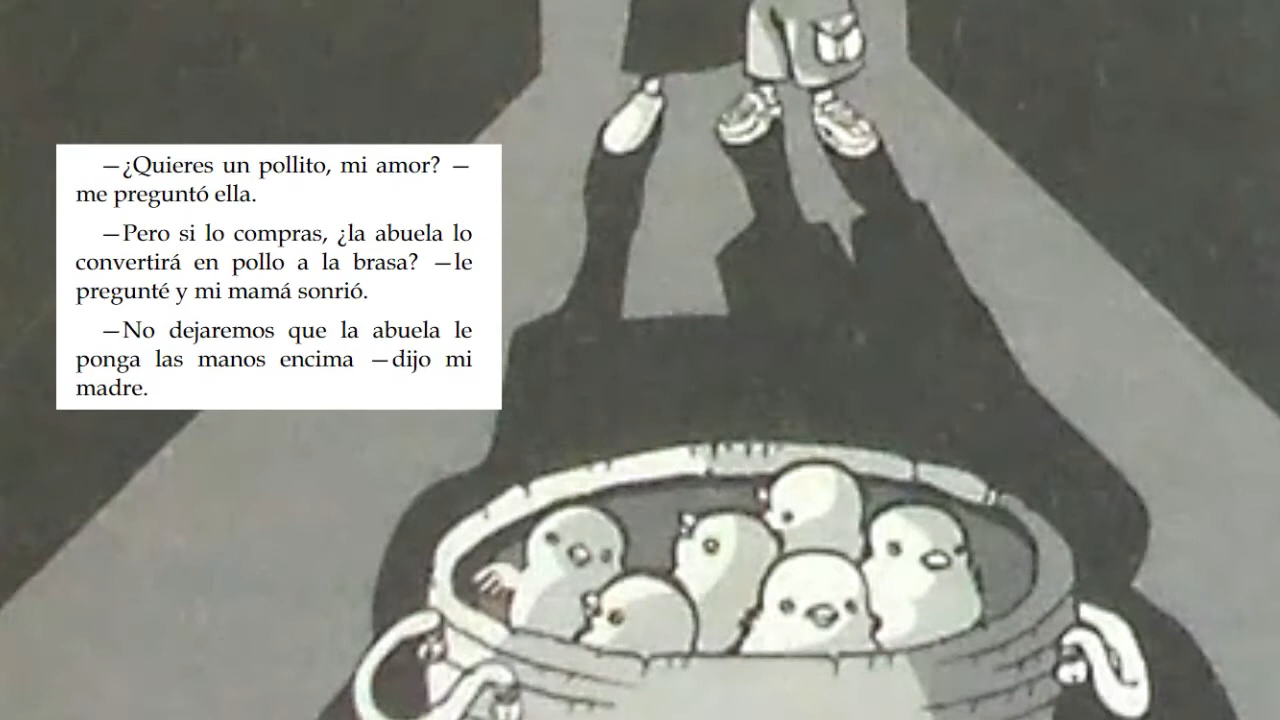 —¿Quieres un pollito, mi amor? —
me preguntó ella.
—Pero si lo compras, ¿la abuela lo
convertirá en pollo a la brasa? —le
pregunté y mi mamá sonrió.
—No dejaremos que la abuela le
ponga las manos encima —dijo mi
madre.